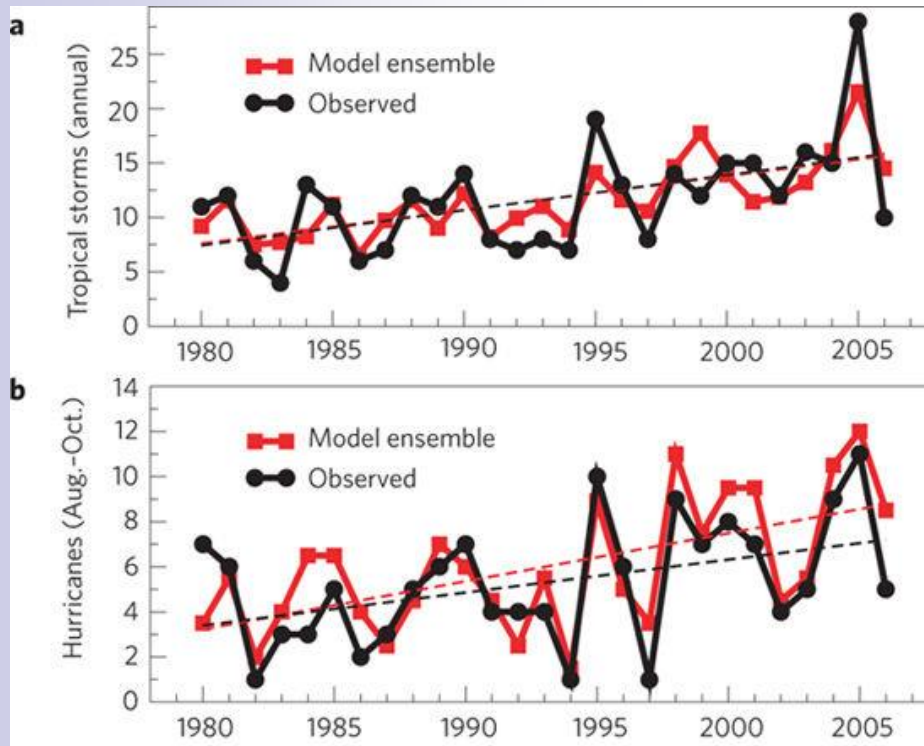 a
Tropical storms (annual)
25
20
15
10
5
0
Model ensemble
Observed
1980 1985 1990 1995 2000 2005
b
Hurricanes (Aug.-Oct.)
14
12
10
8
6
4
2
0
Model ensemble
Observed
1980 1985 1990 1995 2000 2005